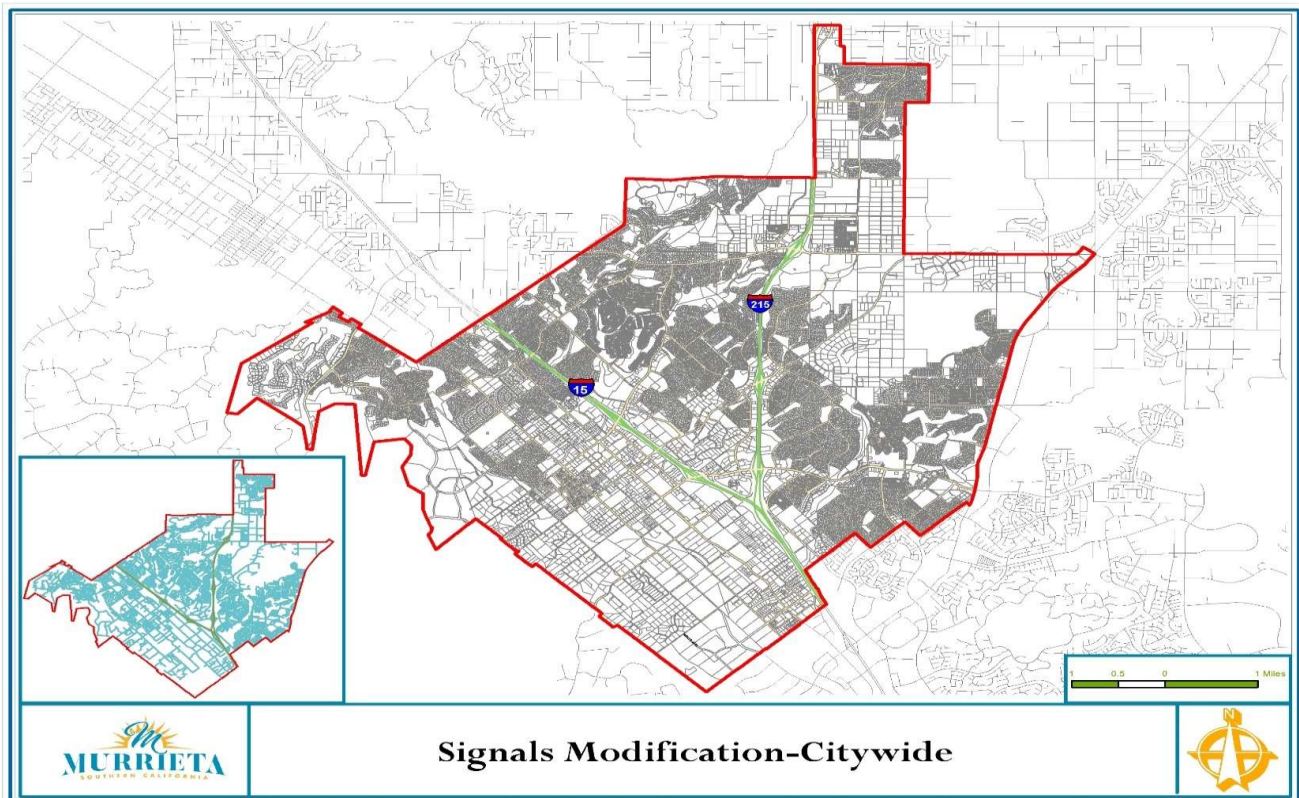 215
15
1 0.5 0 1 Miles
M
MURRIETA
SOUTHERN CALIFORNIA
Signals Modification-Citywide
N